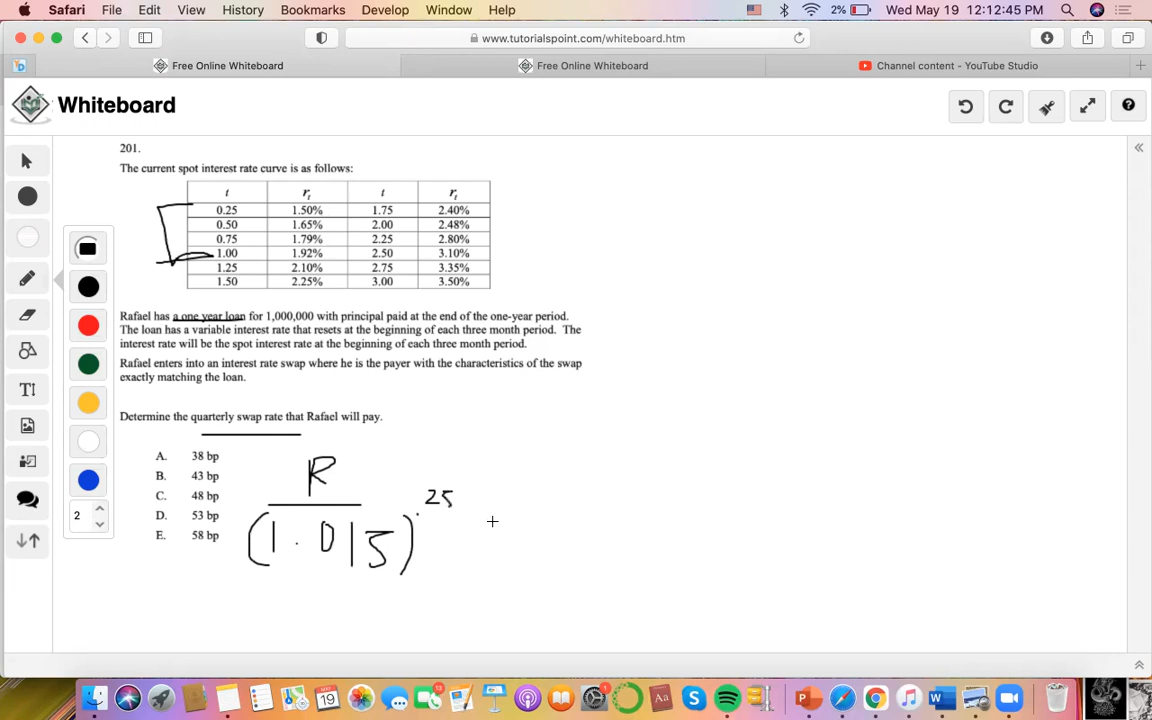 Safari File Edit View History Bookmarks Develop Window Help 2% Wed May 19 12:12:45 PM
www.tutorialspoint.com/whiteboard.htm
Free Online Whiteboard Free Online Whiteboard Channel content - YouTube Studio
Whiteboard
201.
The current spot interest rate curve is as follows:
t rt t rt
0.25 1.50% 1.75 2.40%
0.50 1.65% 2.00 2.48%
0.75 1.79% 2.25 2.80%
1.00 1.92% 2.50 3.10%
1.25 2.10% 2.75 3.35%
1.50 2.25% 3.00 3.50%
Rafael has a one year loan for 1,000,000 with principal paid at the end of the one-year period.
The loan has a variable interest rate that resets at the beginning of each three month period. The
interest rate will be the spot interest rate at the beginning of each three month period.
Rafael enters into an interest rate swap where he is the payer with the characteristics of the swap
exactly matching the loan.
Determine the quarterly swap rate that Rafael will pay.
A. 38 bp
B. 43 bp
C. 48 bp
D. 53 bp
E. 58 bp
R
(1.015)^.25
TI
2